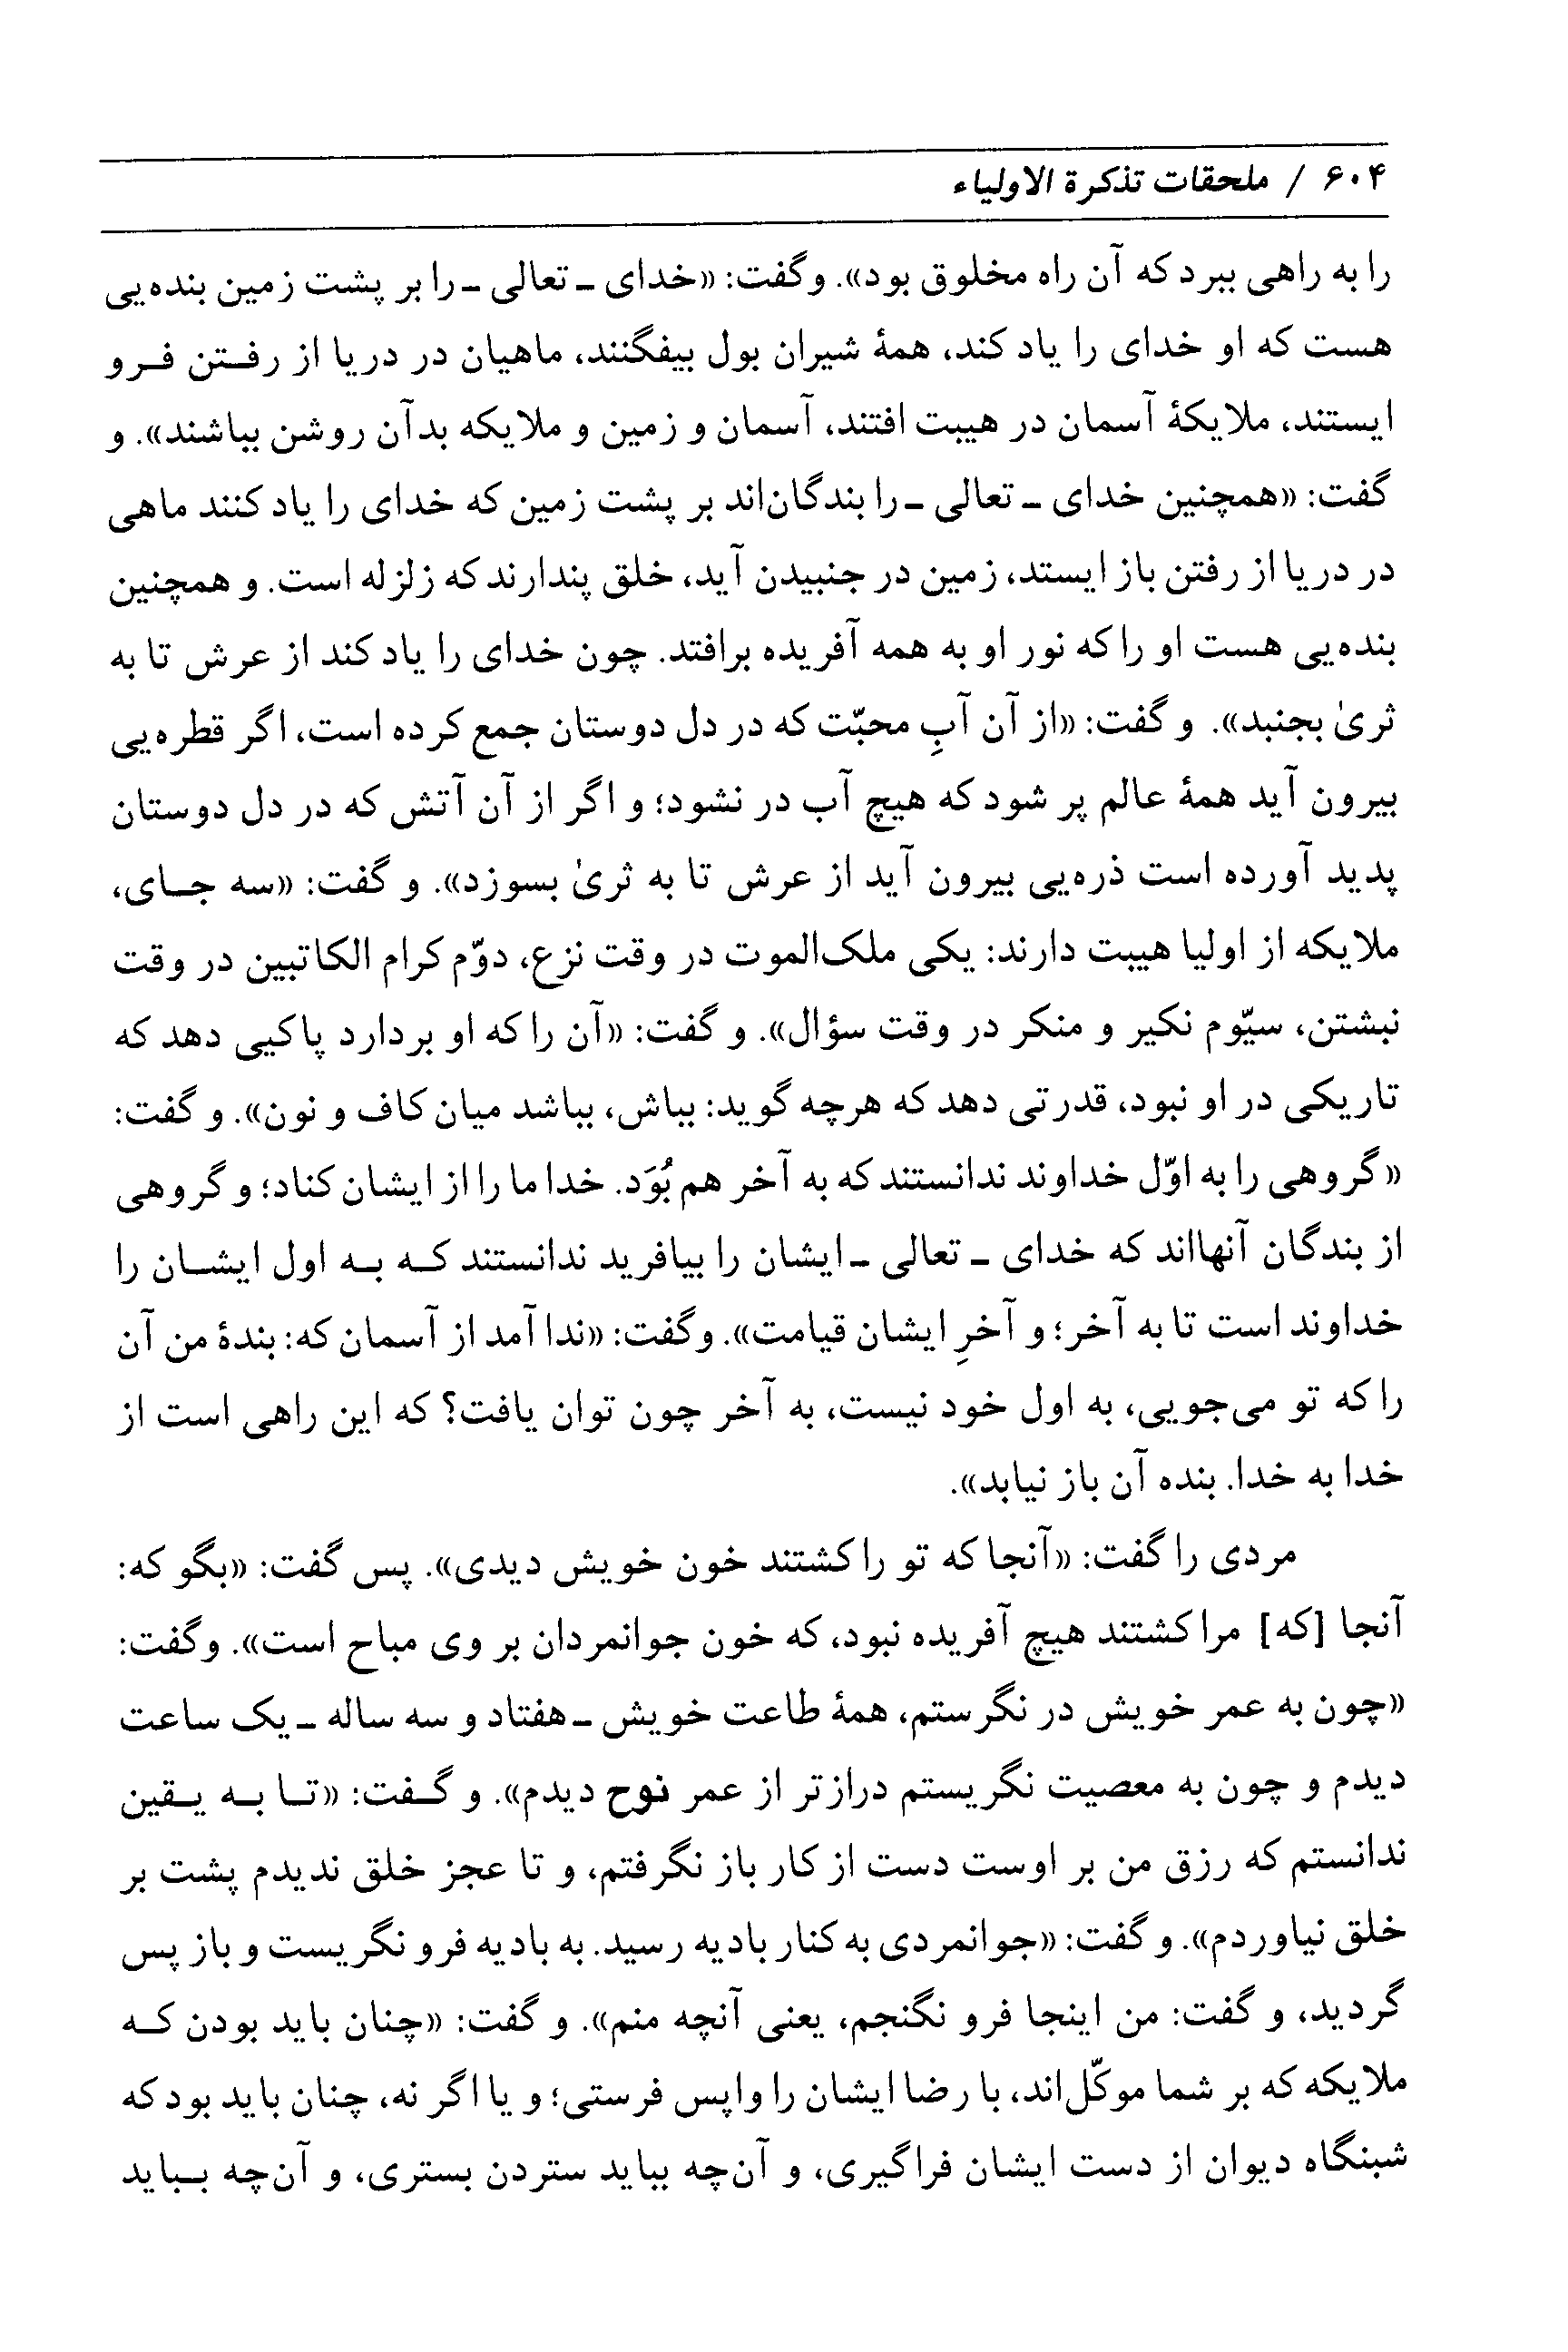 ۶۰۴ / ملحقات تذکرة الاولیاء
را به راهی ببرد که آن راه مخلوق بود». وگفت: «خدای ـ تعالی ـ را بر پشت زمین بنده‌یی
هست که او خدای را یاد کند، همهٔ شیران بول بیفگنند، ماهیان در دریا از رفـتن فـرو
ایستند، ملایکهٔ آسمان در هیبت افتند، آسمان و زمین و ملایکه بدآن روشن بباشند». و
گفت: «همچنین خدای ـ تعالی ـ را بندگان‌اند بر پشت زمین که خدای را یاد کنند ماهی
در دریا از رفتن باز ایستد، زمین در جنبیدن آید، خلق پندارند که زلزله است. و همچنین
بنده‌یی هست او را که نور او به همه آفریده برافتد. چون خدای را یاد کند از عرش تا به
ثریٰ بجنبد». و گفت: «از آن آبِ محبّت که در دل دوستان جمع کرده است، اگر قطره‌یی
بیرون آید همهٔ عالم پر شود که هیچ آب در نشود؛ و اگر از آن آتش که در دل دوستان
پدید آورده است ذره‌یی بیرون آید از عرش تا به ثریٰ بسوزد». و گفت: «سه جـای،
ملایکه از اولیا هیبت دارند: یکی ملک‌الموت در وقت نزع، دوّم کرام الکاتبین در وقت
نبشتن، سیّوم نکیر و منکر در وقت سؤال». و گفت: «آن را که او بردارد پاکیی دهد که
تاریکی در او نبود، قدرتی دهد که هرچه گوید: بباش، بباشد میان کاف و نون». و گفت:
«گروهی را به اوّل خداوند ندانستند که به آخر هم بُوَد. خدا ما را از ایشان کناد؛ و گروهی
از بندگان آنهااند که خدای ـ تعالی ـ ایشان را بیافرید ندانستند کـه بـه اول ایشـان را
خداوند است تا به آخر؛ و آخرِ ایشان قیامت». وگفت: «ندا آمد از آسمان که: بندهٔ من آن
را که تو می‌جویی، به اول خود نیست، به آخر چون توان یافت؟ که این راهی است از
خدا به خدا. بنده آن باز نیابد».
مردی را گفت: «آنجا که تو را کشتند خون خویش دیدی». پس گفت: «بگو که:
آنجا [که] مرا کشتند هیچ آفریده نبود، که خون جوانمردان بر وی مباح است». وگفت:
«چون به عمر خویش در نگرستم، همهٔ طاعت خویش ـ هفتاد و سه ساله ـ یک ساعت
دیدم و چون به معصیت نگریستم درازتر از عمر نوح دیدم». و گـفت: «تـا بـه یـقین
ندانستم که رزق من بر اوست دست از کار باز نگرفتم، و تا عجز خلق ندیدم پشت بر
خلق نیاوردم». و گفت: «جوانمردی به کنار بادیه رسید. به بادیه فرو نگریست و باز پس
گردید، و گفت: من اینجا فرو نگنجم، یعنی آنچه منم». و گفت: «چنان باید بودن کـه
ملایکه که بر شما موکّل‌اند، با رضا ایشان را واپس فرستی؛ و یا اگر نه، چنان باید بود که
شبنگاه دیوان از دست ایشان فراگیری، و آن‌چه بباید ستردن بستری، و آن‌چه بـباید